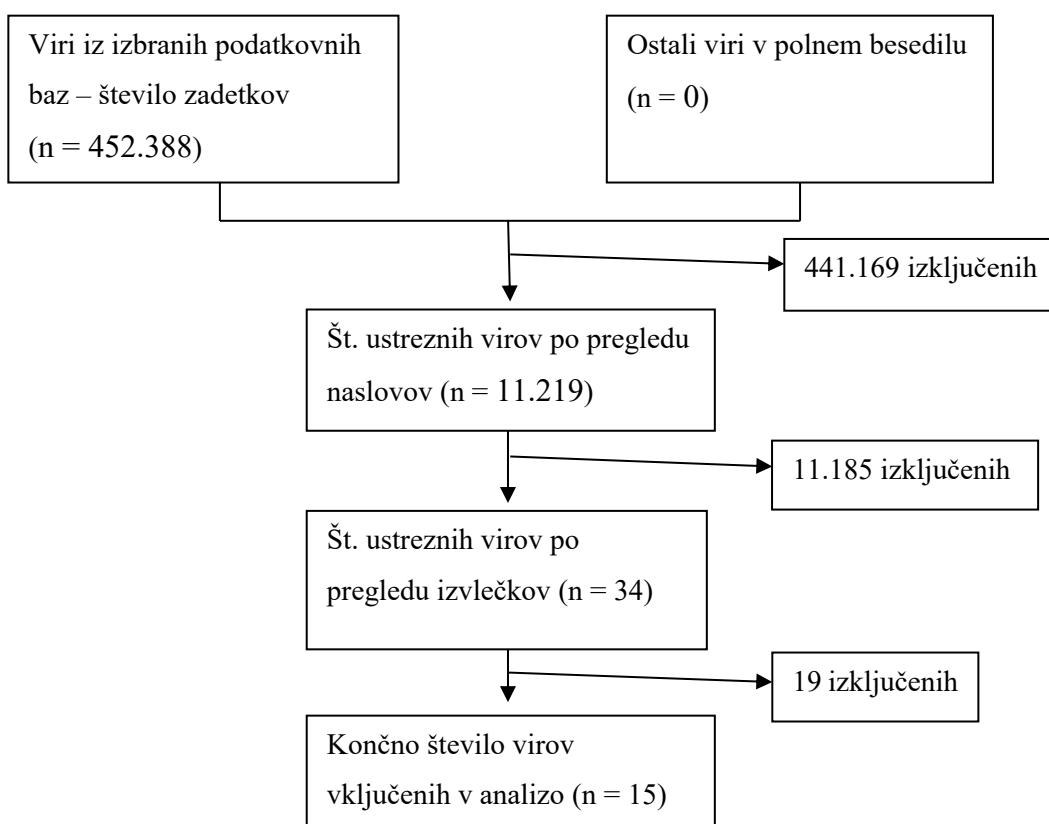 Viri iz izbranih podatkovnih
baz – število zadetkov
(n = 452.388)
Ostali viri v polnem besedilu
(n = 0)
441.169 izključenih
Št. ustreznih virov po pregledu
naslovov (n = 11.219)
11.185 izključenih
Št. ustreznih virov po
pregledu izvlečkov (n = 34)
19 izključenih
Končno število virov
vključenih v analizo (n = 15)